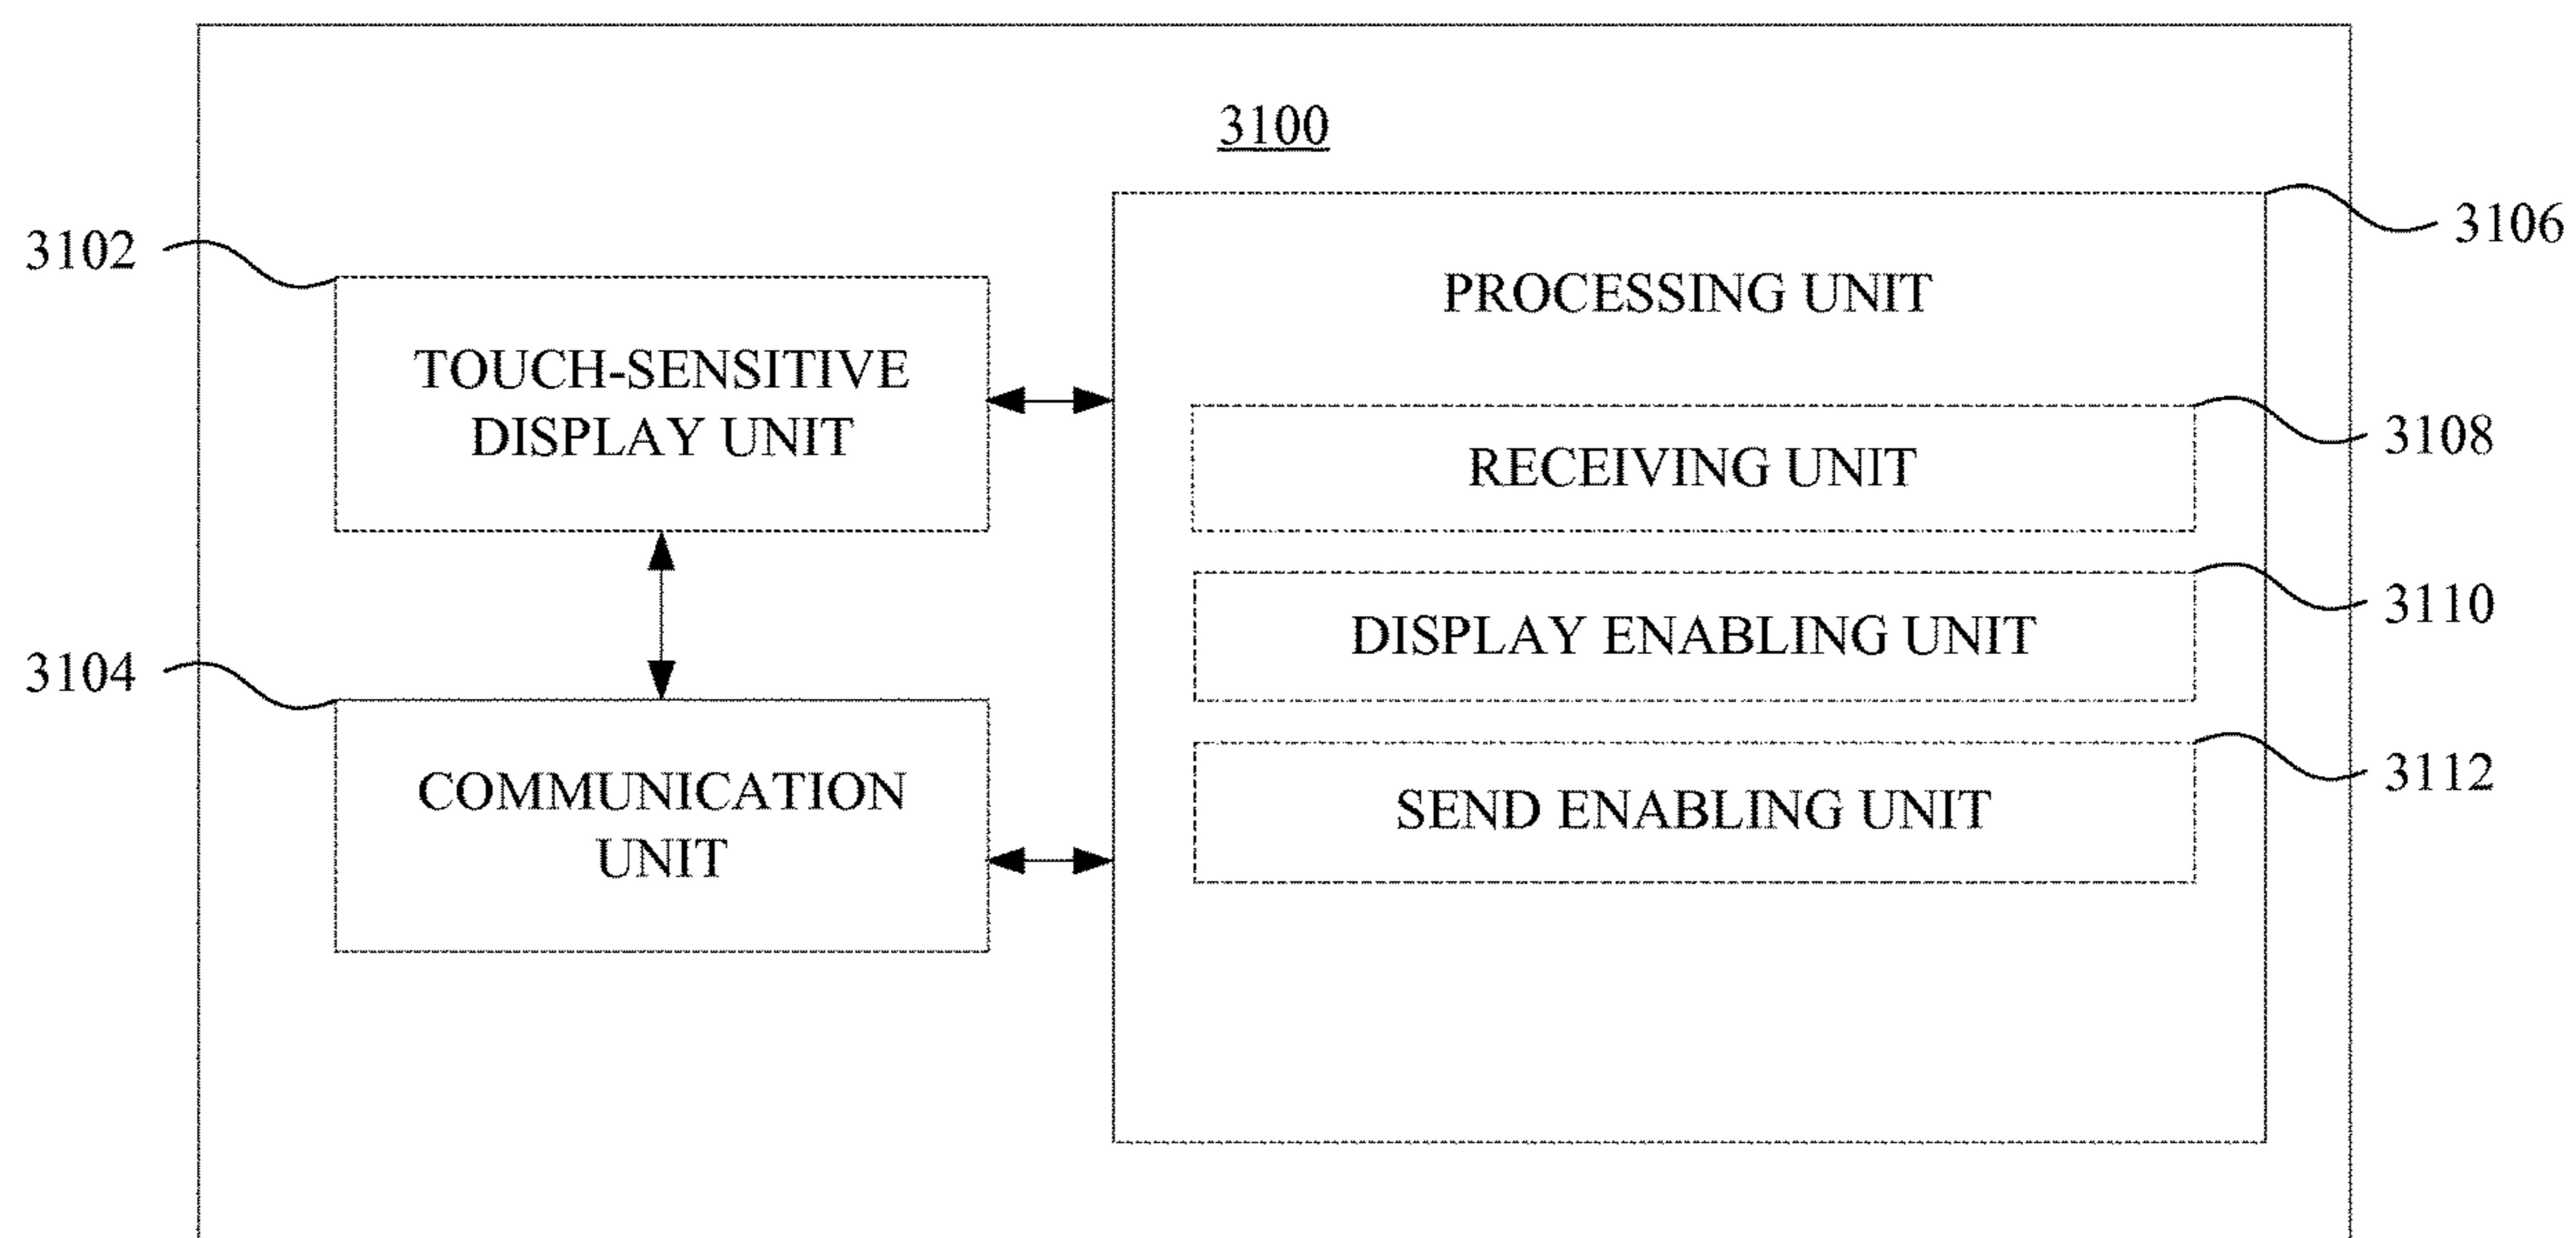 3100
3102
3106
PROCESSING UNIT
TOUCH-SENSITIVE
DISPLAY UNIT
3108
RECEIVING UNIT
3110
DISPLAY ENABLING UNIT
3104
3112
COMMUNICATION
UNIT
SEND ENABLING UNIT